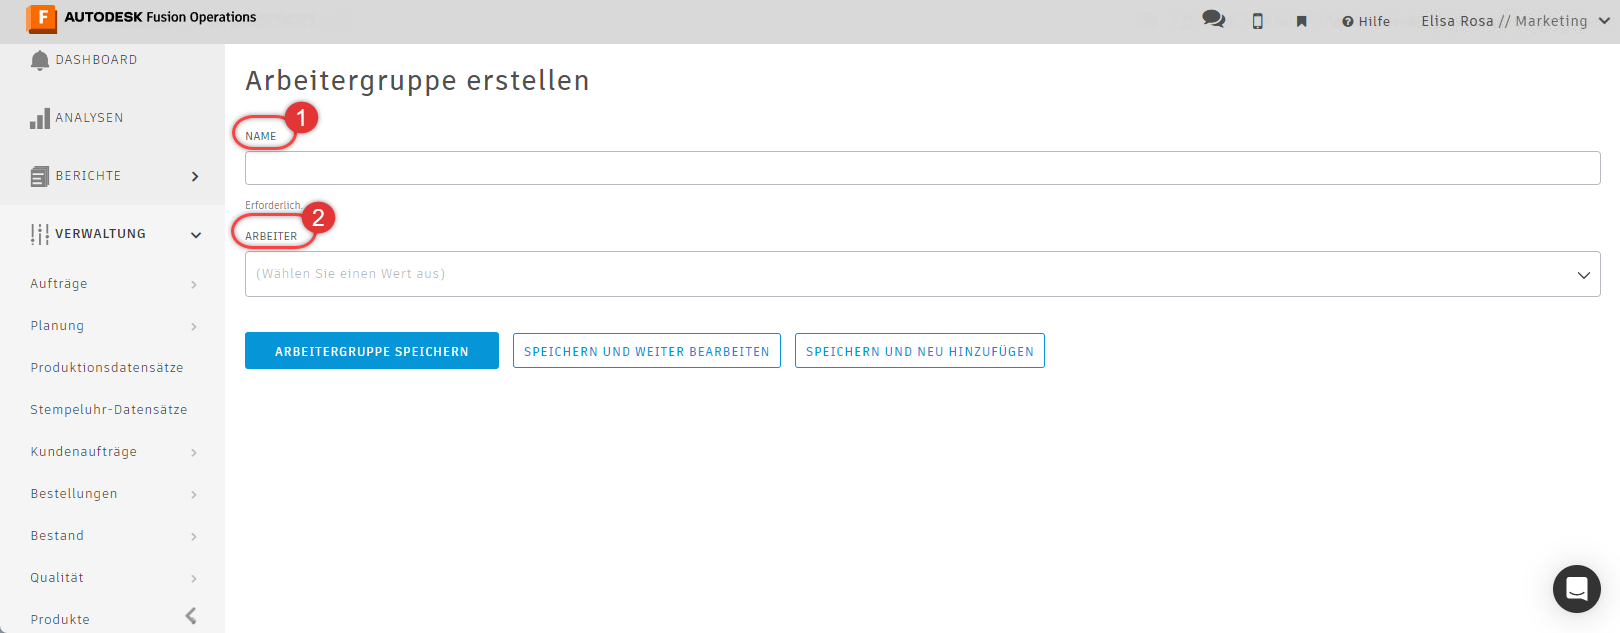 F AUTODESK Fusion Operations
Hilfe
Elisa Rosa // Marketing
DASHBOARD
ANALYSEN
BERICHTE
VERWALTUNG
Aufträge
Planung
Produktionsdatensätze
Stempeluhr-Datensätze
Kundenaufträge
Bestellungen
Bestand
Qualität
Produkte
Arbeitergruppe erstellen
NAME 1
Erforderlich.
ARBEITER 2
(Wählen Sie einen Wert aus)
ARBEITERGRUPPE SPEICHERN SPEICHERN UND WEITER BEARBEITEN SPEICHERN UND NEU HINZUFÜGEN